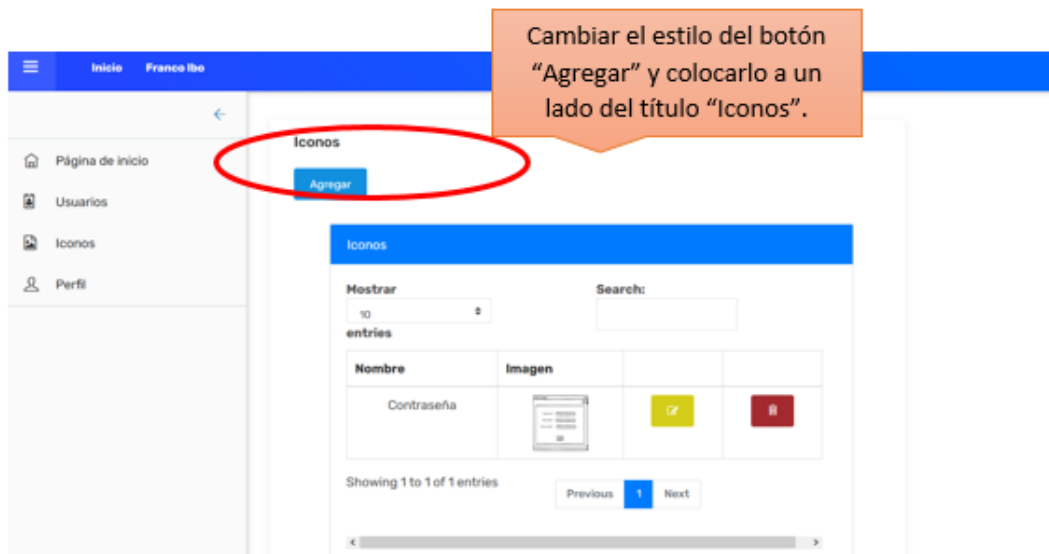 Cambiar el estilo del botón
“Agregar” y colocarlo a un
lado del título “Iconos”.
Inicio Franco Ibo
Iconos
Agregar
Página de inicio
Usuarios
Iconos
Perfil
Iconos
Mostrar Search:
10
entries
Nombre Imagen
Contraseña
Showing 1 to 1 of 1 entries
Previous 1 Next